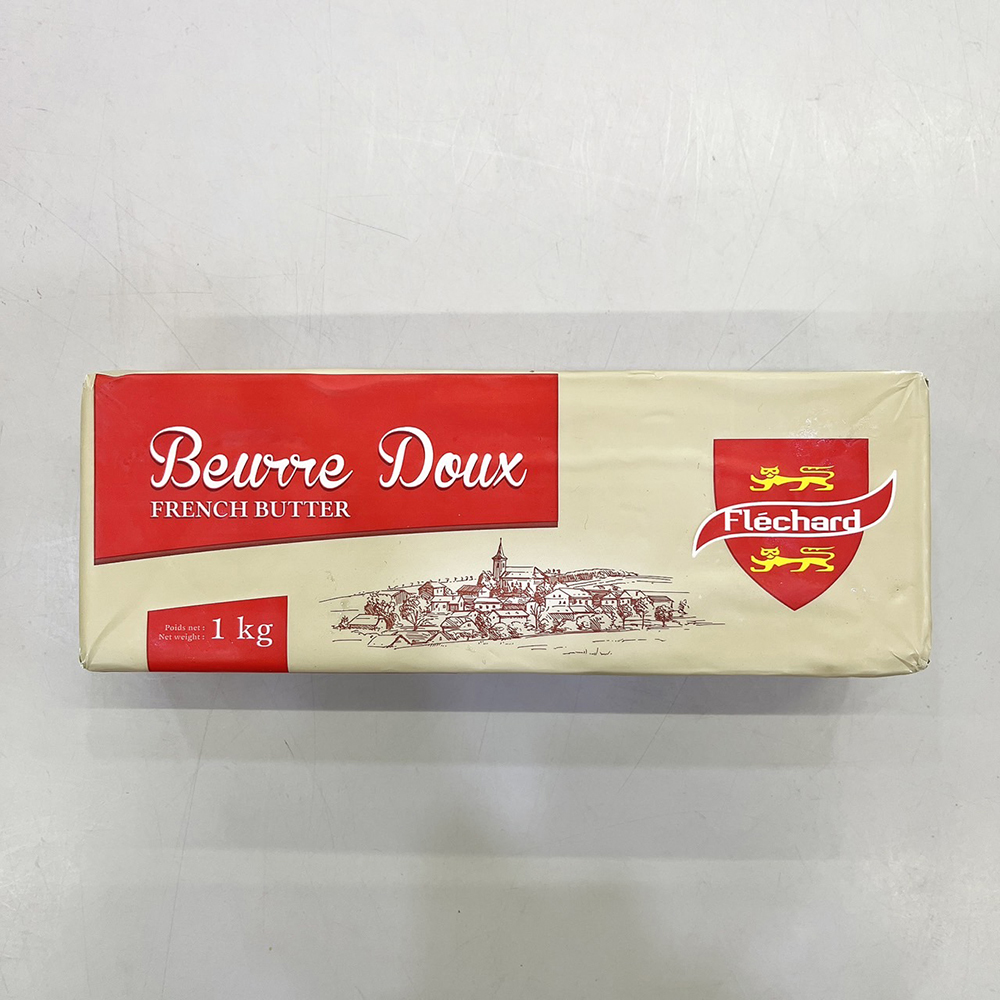 Beurre Doux
FRENCH BUTTER
Fléchard
Poids net :
Net weight : 1 kg